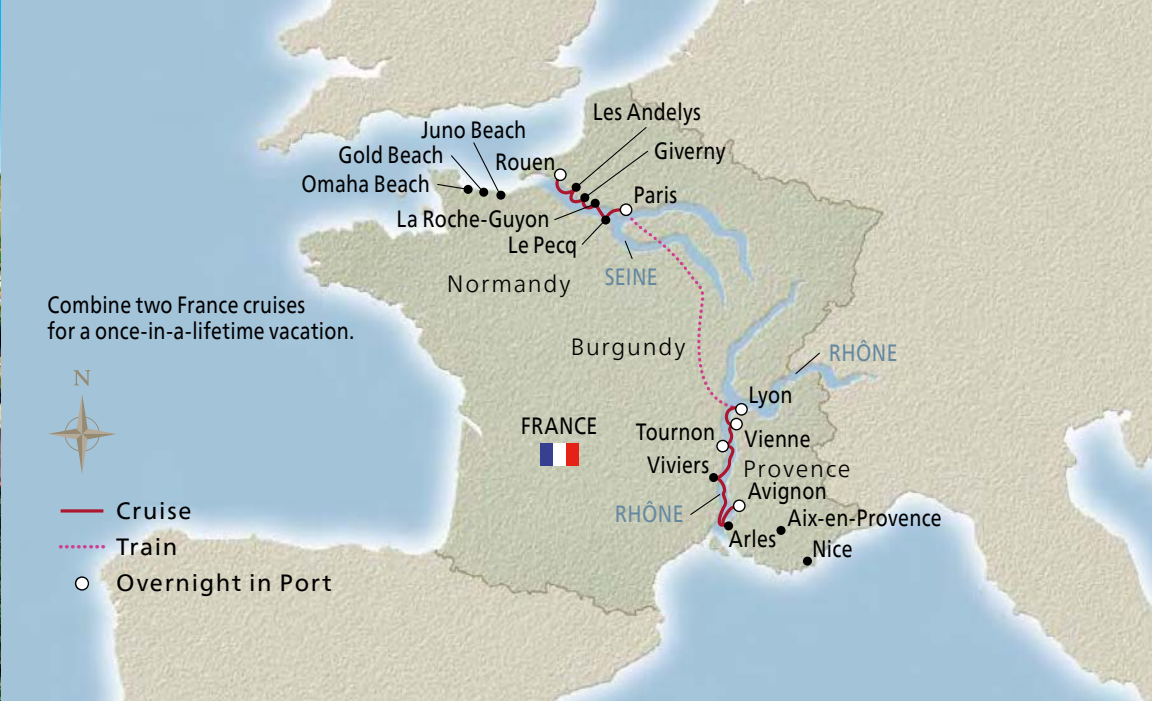 Les Andelys
Juno Beach
Gold Beach
Rouen
Giverny
Omaha Beach
Paris
La Roche-Guyon
Le Pecq
SEINE
Normandy
Combine two France cruises
for a once-in-a-lifetime vacation.
Burgundy
RHÔNE
N
Lyon
FRANCE
Tournon
Vienne
Viviers
Provence
Avignon
RHÔNE
Aix-en-Provence
Arles
Nice
Cruise
Train
Overnight in Port